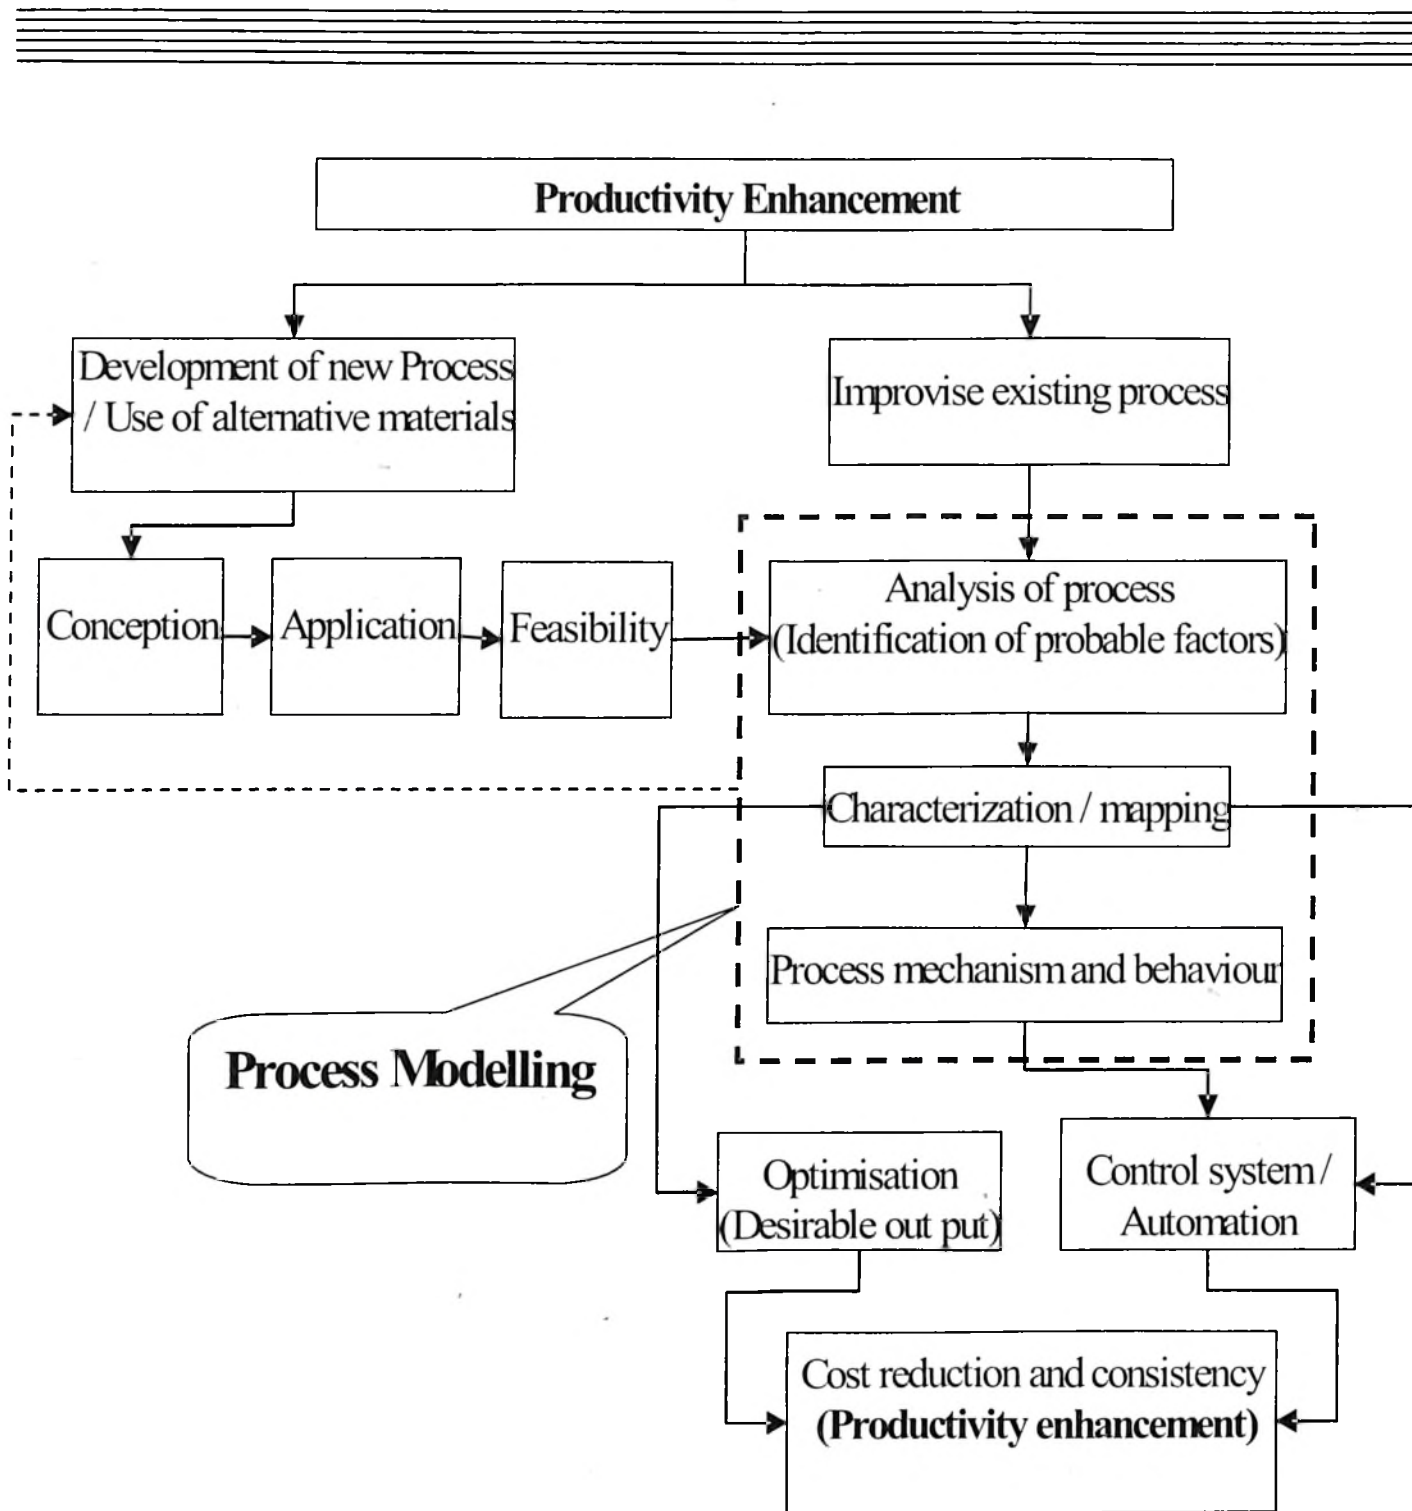 Productivity Enhancement
Development of new Process
/ Use of alternative materials
Improvise existing process
Conception
Application
Feasibility
Analysis of process
(Identification of probable factors)
Characterization / mapping
Process mechanism and behaviour
Process Modelling
Optimisation
(Desirable out put)
Control system /
Automation
Cost reduction and consistency
(Productivity enhancement)